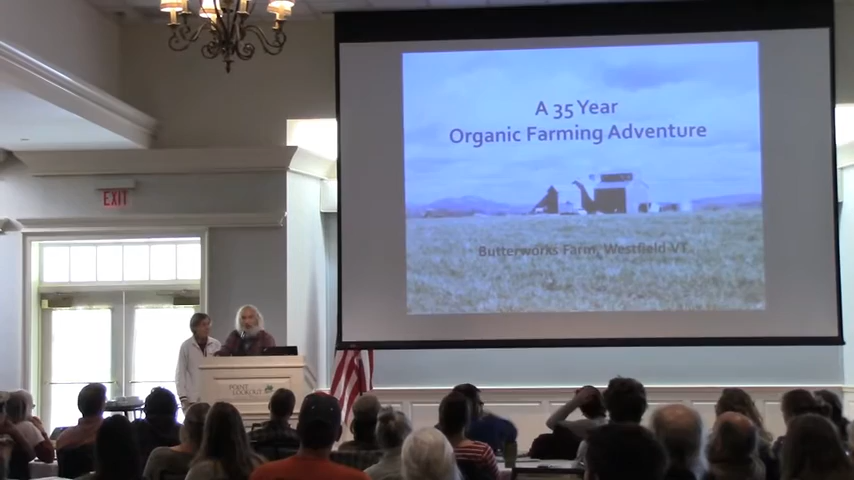 A 35 Year
Organic Farming Adventure
Butterworks Farm, Westfield VT.
EXIT
POINT
LOOKOUT